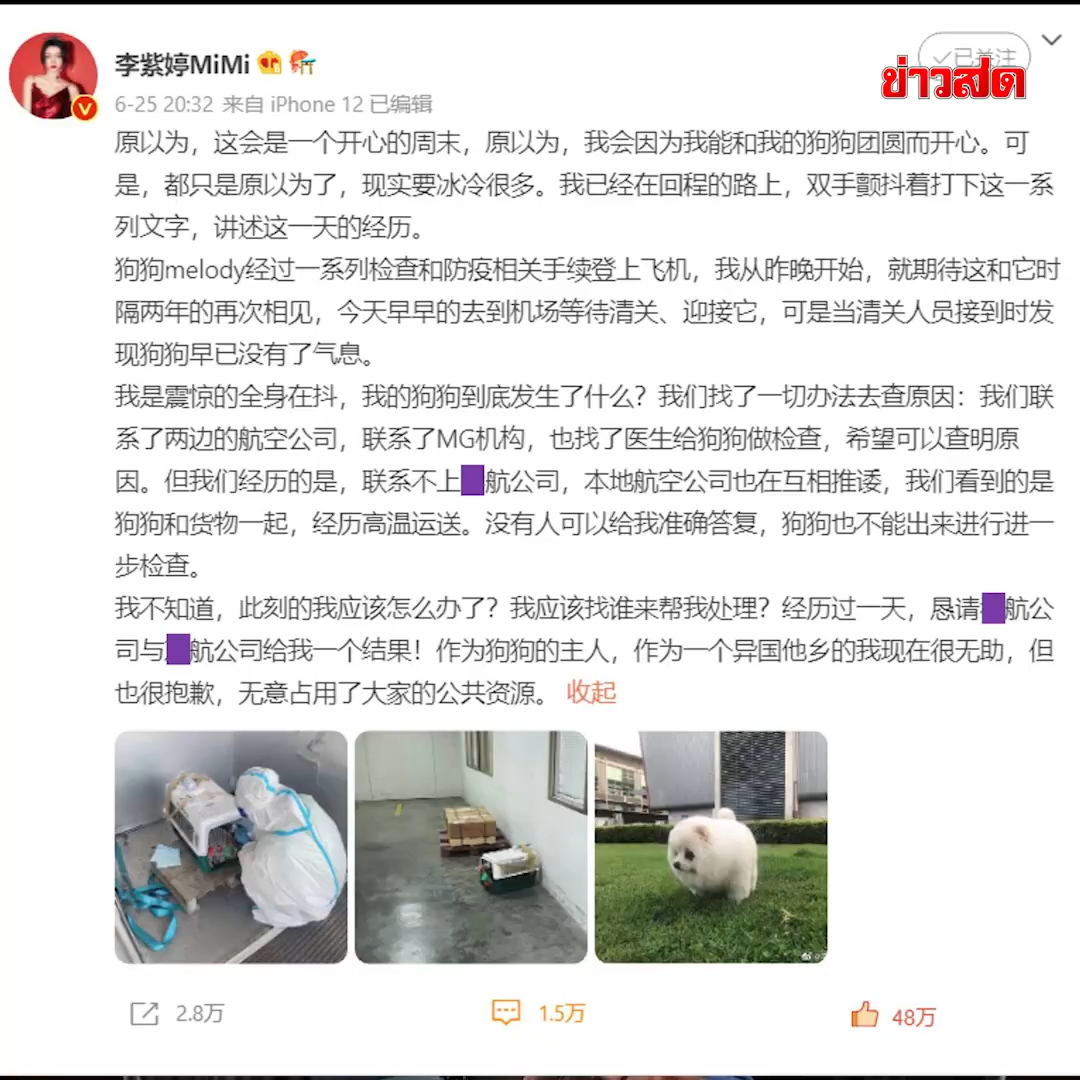 李紫婷MiMi
已关注
ข่าวสด
6-25 20:32 来自 iPhone 12 已编辑
原以为，这会是一个开心的周末，原以为，我会因为我能和我的狗狗团圆而开心。可
是，都只是原以为了，现实要冰冷很多。我已经在回程的路上，双手颤抖着打下这一系
列文字，讲述这一天的经历。
狗狗melody经过一系列检查和防疫相关手续登上飞机，我从昨晚开始，就期待这和它时
隔两年的再次相见，今天早早的去到机场等待清关、迎接它，可是当清关人员接到时发
现狗狗早已没有了气息。
我是震惊的全身在抖，我的狗狗到底发生了什么？我们找了一切办法去查原因：我们联
系了两边的航空公司，联系了MG机构，也找了医生给狗狗做检查，希望可以查明原
因。但我们经历的是，联系不上航公司，本地航空公司也在互相推诿，我们看到的是
狗狗和货物一起，经历高温运送。没有人可以给我准确答复，狗狗也不能出来进行进一
步检查。
我不知道，此刻的我应该怎么办了？我应该找谁来帮我处理？经历过一天，恳请航公
司与航公司给我一个结果！作为狗狗的主人，作为一个异国他乡的我现在很无助，但
也很抱歉，无意占用了大家的公共资源。 收起
2.8万
1.5万
48万